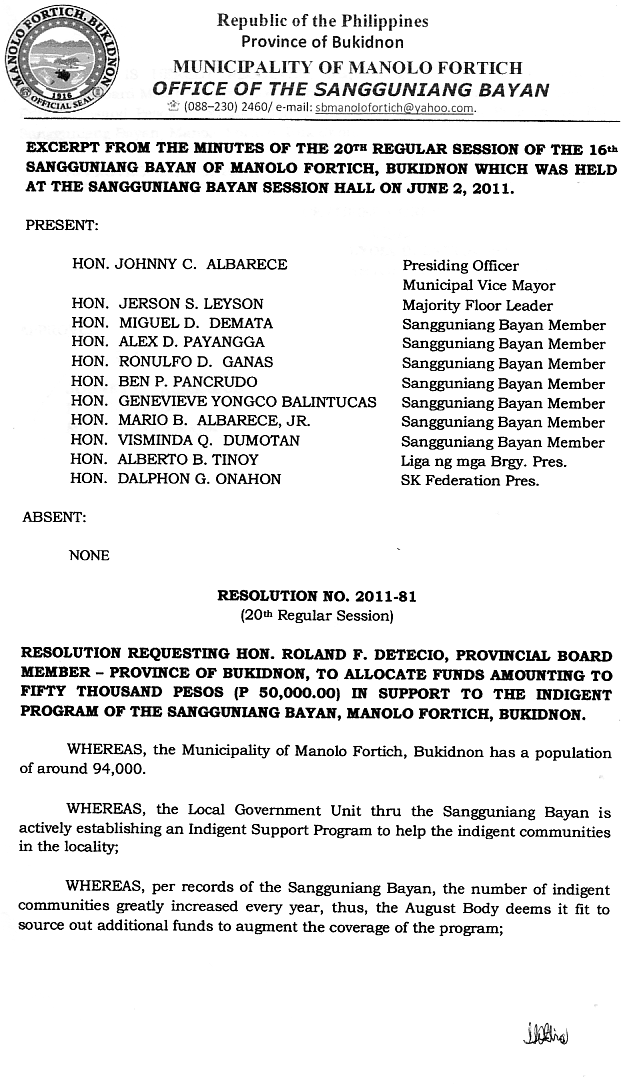 MANOLO FORTICH, BUKIDNON
1916
OFFICIAL SEAL
Republic of the Philippines
Province of Bukidnon
MUNICIPALITY OF MANOLO FORTICH
OFFICE OF THE SANGGUNIANG BAYAN
☏ (088–230) 2460/ e-mail: sbmanolofortich@yahoo.com.
EXCERPT FROM THE MINUTES OF THE 20TH REGULAR SESSION OF THE 16th
SANGGUNIANG BAYAN OF MANOLO FORTICH, BUKIDNON WHICH WAS HELD
AT THE SANGGUNIANG BAYAN SESSION HALL ON JUNE 2, 2011.
PRESENT:
HON. JOHNNY C. ALBARECE Presiding Officer
Municipal Vice Mayor
HON. JERSON S. LEYSON Majority Floor Leader
HON. MIGUEL D. DEMATA Sangguniang Bayan Member
HON. ALEX D. PAYANGGA Sangguniang Bayan Member
HON. RONULFO D. GANAS Sangguniang Bayan Member
HON. BEN P. PANCRUDO Sangguniang Bayan Member
HON. GENEVIEVE YONGCO BALINTUCAS Sangguniang Bayan Member
HON. MARIO B. ALBARECE, JR. Sangguniang Bayan Member
HON. VISMINDA Q. DUMOTAN Sangguniang Bayan Member
HON. ALBERTO B. TINOY Liga ng mga Brgy. Pres.
HON. DALPHON G. ONAHON SK Federation Pres.
ABSENT:
NONE
RESOLUTION NO. 2011-81
(20th Regular Session)
RESOLUTION REQUESTING HON. ROLAND F. DETECIO, PROVINCIAL BOARD
MEMBER – PROVINCE OF BUKIDNON, TO ALLOCATE FUNDS AMOUNTING TO
FIFTY THOUSAND PESOS (P 50,000.00) IN SUPPORT TO THE INDIGENT
PROGRAM OF THE SANGGUNIANG BAYAN, MANOLO FORTICH, BUKIDNON.
WHEREAS, the Municipality of Manolo Fortich, Bukidnon has a population
of around 94,000.
WHEREAS, the Local Government Unit thru the Sangguniang Bayan is
actively establishing an Indigent Support Program to help the indigent communities
in the locality;
WHEREAS, per records of the Sangguniang Bayan, the number of indigent
communities greatly increased every year, thus, the August Body deems it fit to
source out additional funds to augment the coverage of the program;